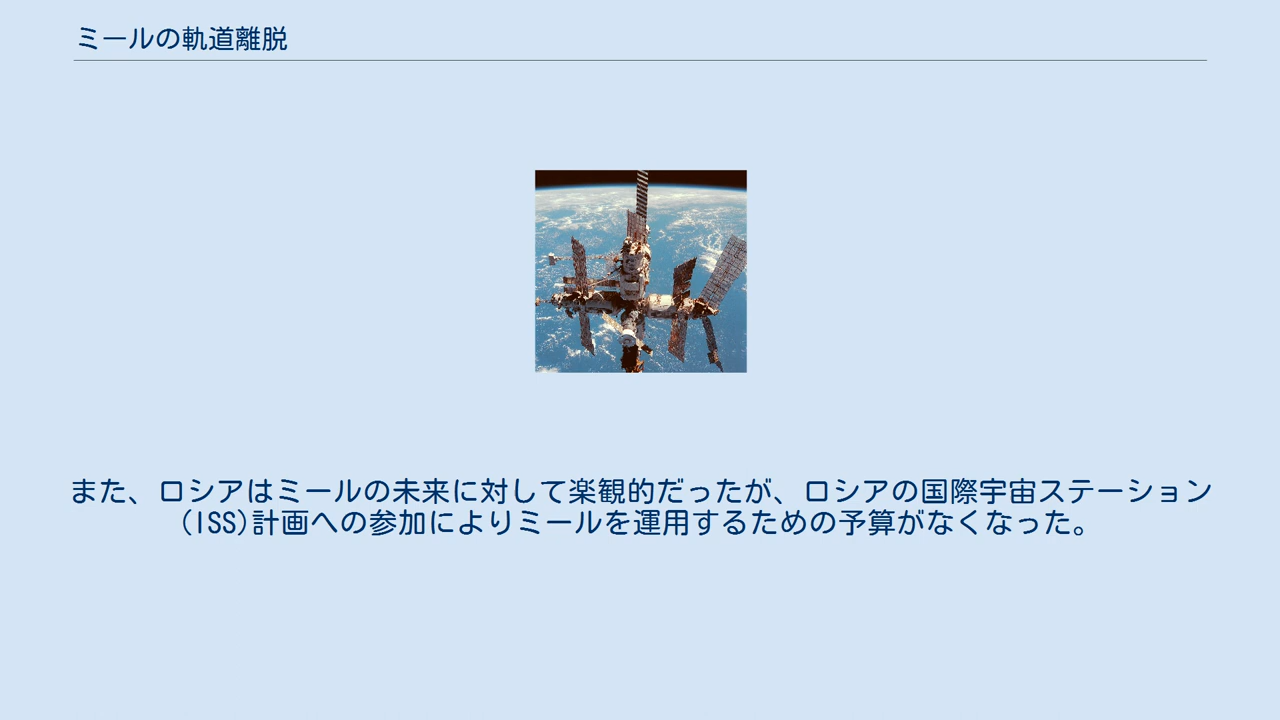 ミールの軌道離脱
また、ロシアはミールの未来に対して楽観的だったが、ロシアの国際宇宙ステーション
(ISS)計画への参加によりミールを運用するための予算がなくなった。